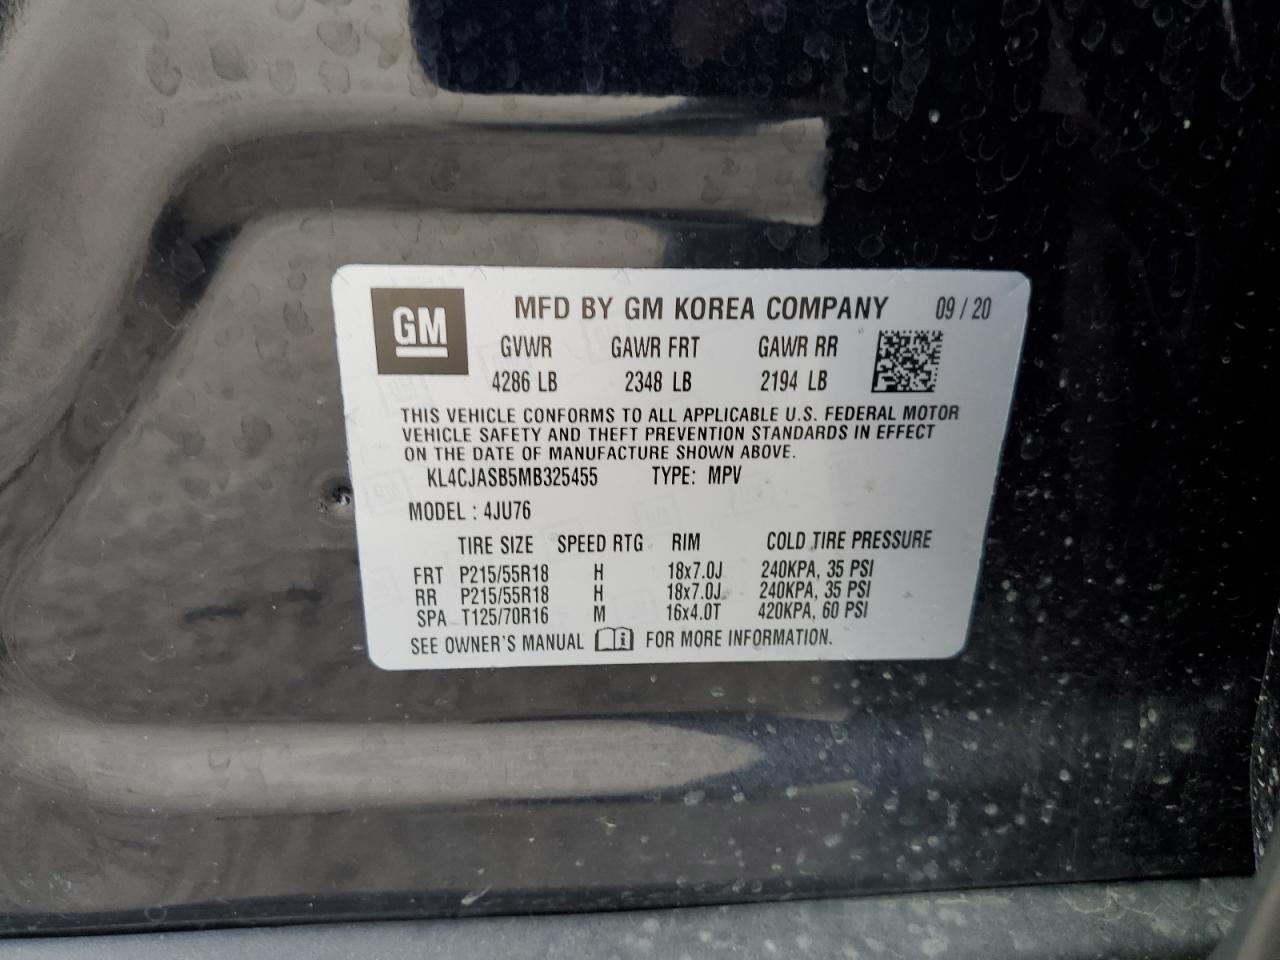 GM MFD BY GM KOREA COMPANY 09 / 20
GVWR GAWR FRT GAWR RR
4286 LB 2348 LB 2194 LB
THIS VEHICLE CONFORMS TO ALL APPLICABLE U.S. FEDERAL MOTOR
VEHICLE SAFETY AND THEFT PREVENTION STANDARDS IN EFFECT
ON THE DATE OF MANUFACTURE SHOWN ABOVE.
KL4CJASB5MB325455 TYPE: MPV
MODEL : 4JU76
TIRE SIZE SPEED RTG RIM COLD TIRE PRESSURE
FRT P215/55R18 H 18x7.0J 240KPA, 35 PSI
RR P215/55R18 H 18x7.0J 240KPA, 35 PSI
SPA T125/70R16 M 16x4.0T 420KPA, 60 PSI
SEE OWNER'S MANUAL FOR MORE INFORMATION.